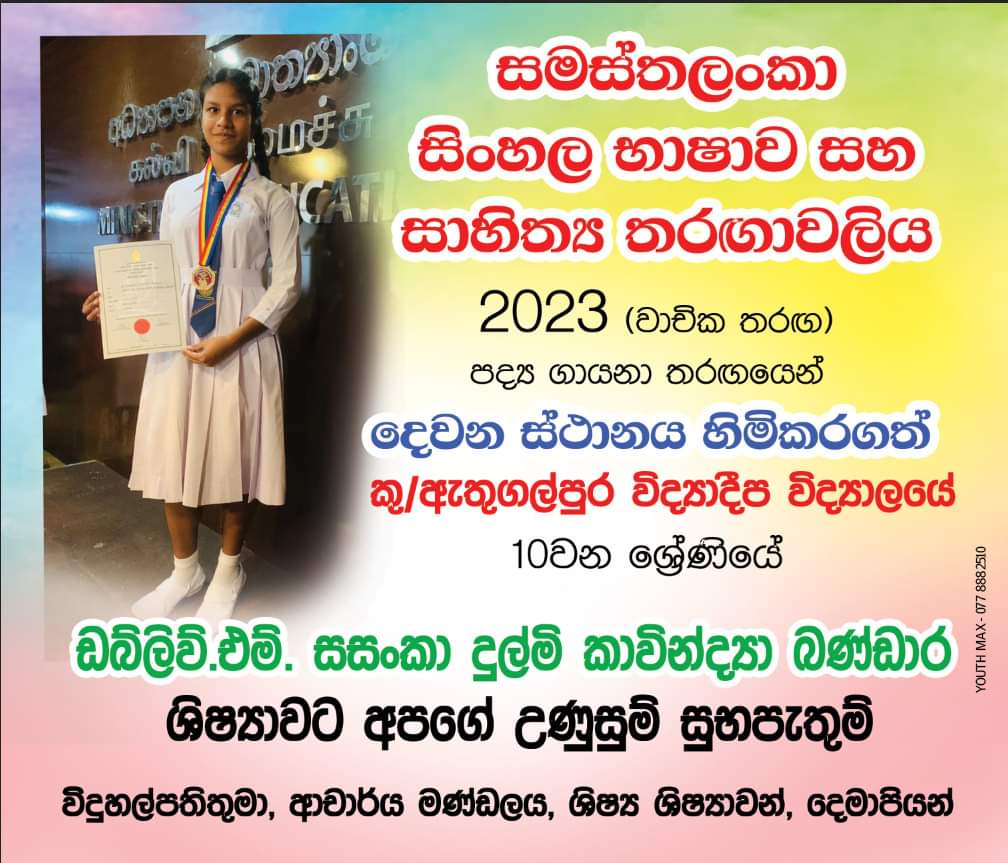 සමස්තලංකා
සිංහල භාෂාව සහ
සාහිත්‍ය තරඟාවලිය
2023 (වාචික තරඟ)
පද්‍ය ගායනා තරඟයෙන්
දෙවන ස්ථානය හිමිකරගත්
කු/ඇතුගල්පුර විද්‍යාදීප විද්‍යාලයේ
10වන ශ්‍රේණියේ
ඩබ්ලිව්.එම්. සසංකා දුල්මි කාවින්ද්‍යා බණ්ඩාර
ශිෂ්‍යාවට අපගේ උණුසුම් සුභපැතුම්
විදුහල්පතිතුමා, ආචාර්ය මණ්ඩලය, ශිෂ්‍ය ශිෂ්‍යාවන්, දෙමාපියන්
YOUTH MAX - 077 8882510